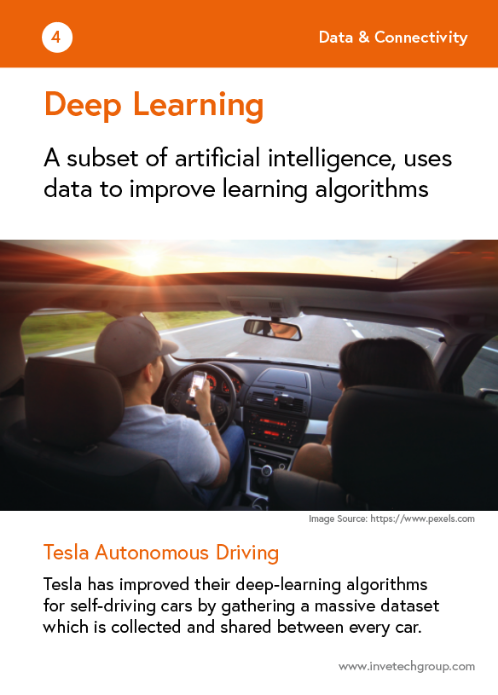 4
Data & Connectivity
Deep Learning
A subset of artificial intelligence, uses
data to improve learning algorithms
Image Source: https://www.pexels.com
Tesla Autonomous Driving
Tesla has improved their deep-learning algorithms
for self-driving cars by gathering a massive dataset
which is collected and shared between every car.
www.invetechgroup.com